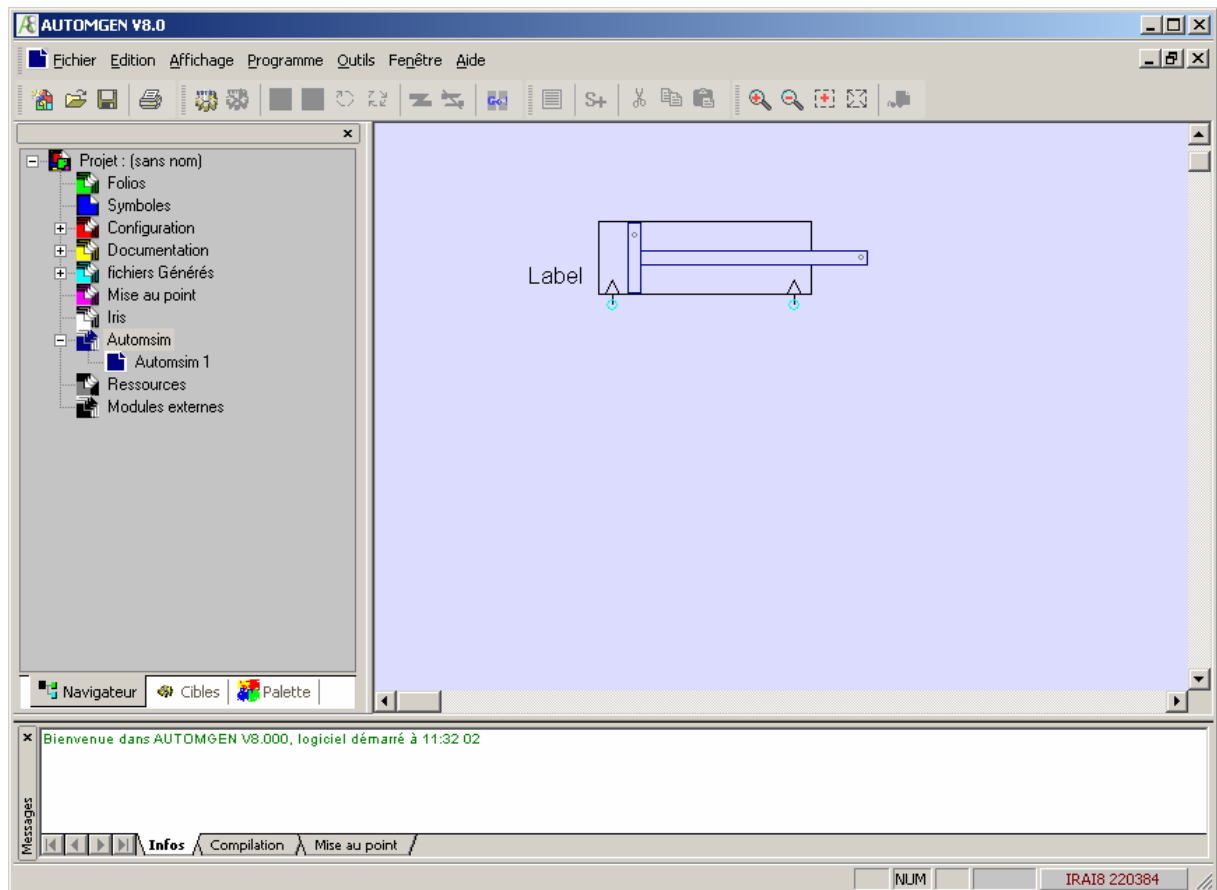 AUTOMGEN V8.0
Fichier Edition Affichage Programme Outils Fenêtre Aide
S+
Go!
Projet : (sans nom)
Folios
Symboles
Configuration
Documentation
fichiers Générés
Mise au point
Iris
Automsim
Automsim 1
Ressources
Modules externes
Label
Navigateur Cibles Palette
Bienvenue dans AUTOMGEN V8.000, logiciel démarré à 11:32 02
Messages
Infos Compilation Mise au point
NUM IRAI8 220384